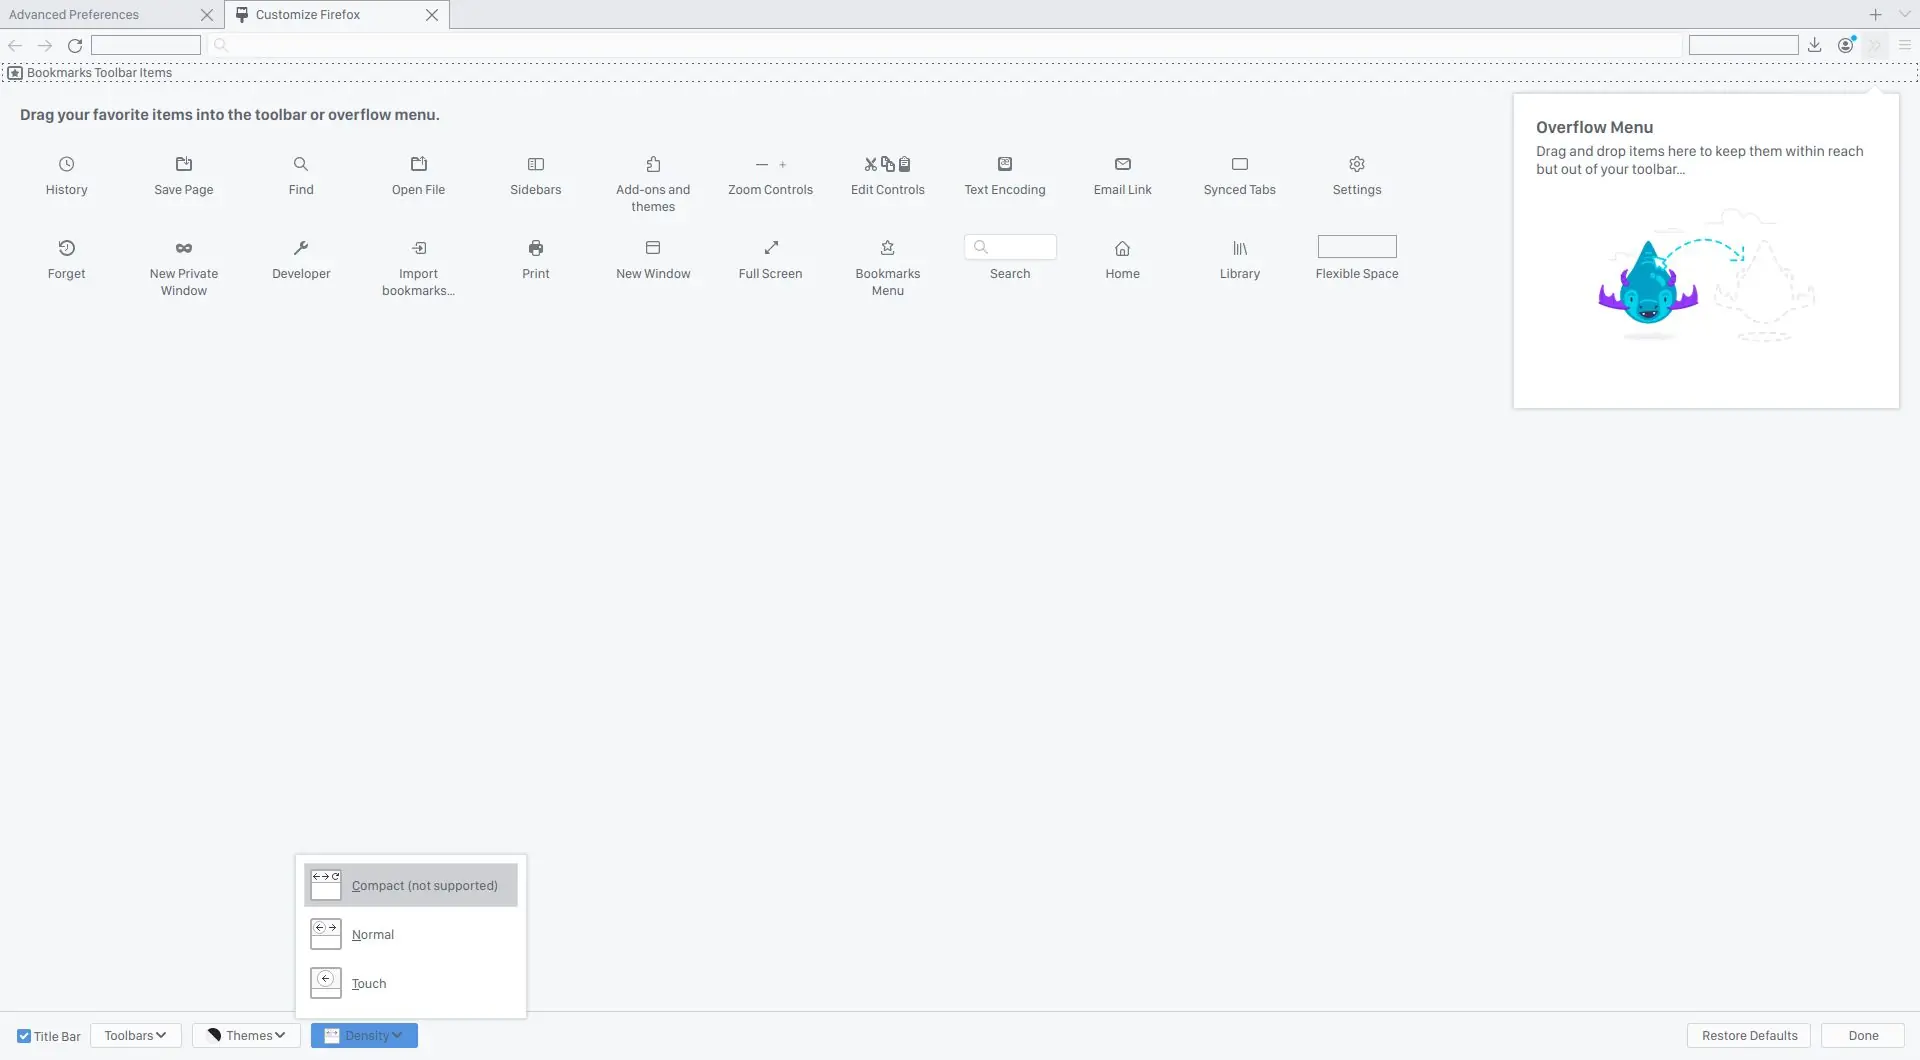 Advanced Preferences
Customize Firefox
Bookmarks Toolbar Items
Drag your favorite items into the toolbar or overflow menu.
History
Save Page
Find
Open File
Sidebars
Add-ons and
themes
Zoom Controls
Edit Controls
Text Encoding
Email Link
Synced Tabs
Settings
Forget
New Private
Window
Developer
Import
bookmarks...
Print
New Window
Full Screen
Bookmarks
Menu
Search
Home
Library
Flexible Space
Overflow Menu
Drag and drop items here to keep them within reach
but out of your toolbar...
Compact (not supported)
Normal
Touch
Title Bar
Toolbars
Themes
Density
Restore Defaults
Done